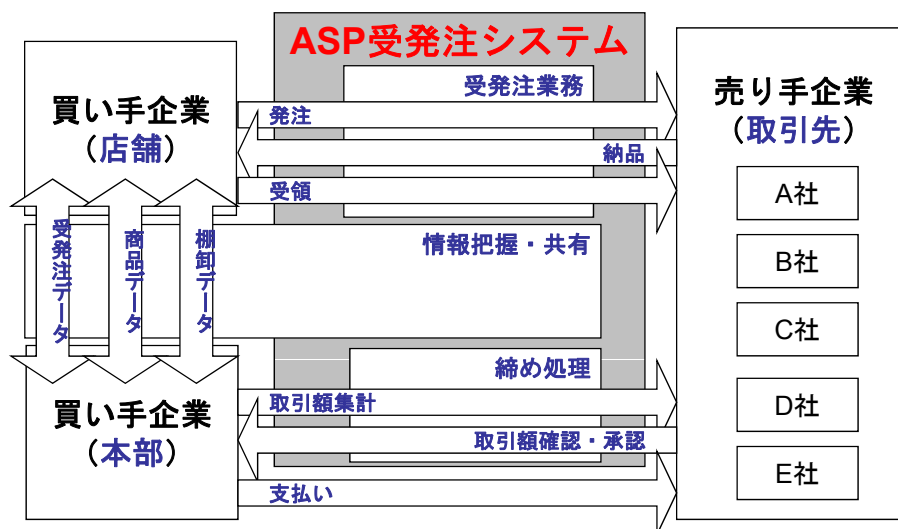 ASP受発注システム
買い手企業
（店舗）
受発注業務
発注
納品
受領
売り手企業
（取引先）
A社
B社
C社
D社
E社
受発注データ
商品データ
棚卸データ
情報把握・共有
買い手企業
（本部）
締め処理
取引額集計
取引額確認・承認
支払い